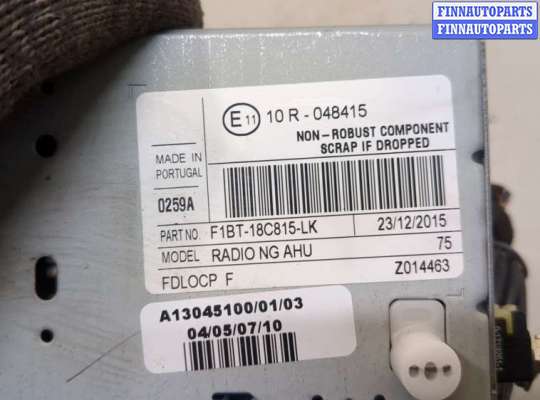 FINNAUTOPARTS
FINNAUTOPARTS
E11 10 R - 048415
NON-ROBUST COMPONENT
SCRAP IF DROPPED
MADE IN
PORTUGAL
0259A
PART NO. F1BT-18C815-LK 23/12/2015
MODEL RADIO NG AHU 75
FDLOCP F Z014463
A13045100/01/03
04/05/07/10